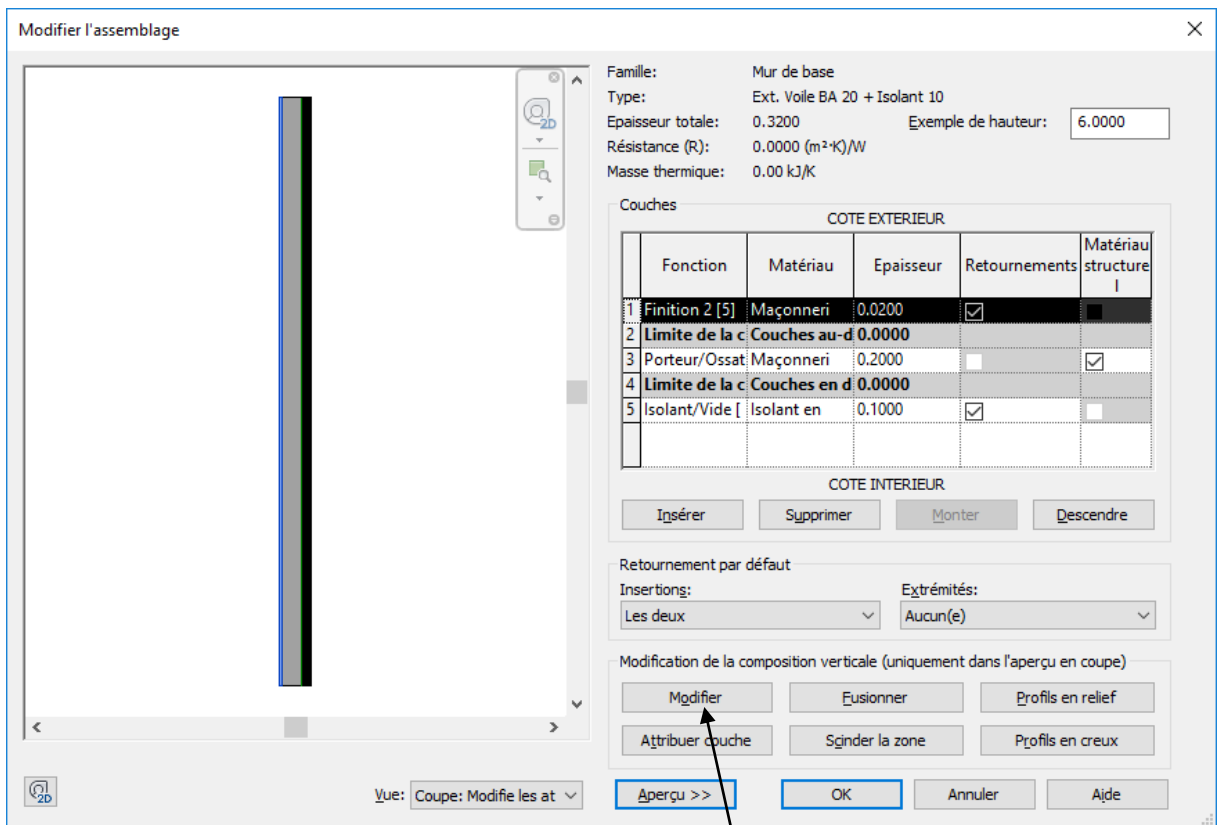 Modifier l'assemblage
2D
Famille: Mur de base
Type: Ext. Voile BA 20 + Isolant 10
Epaisseur totale: 0.3200 Exemple de hauteur: 6.0000
Résistance (R): 0.0000 (m²·K)/W
Masse thermique: 0.00 kJ/K
Couches
COTE EXTERIEUR
Fonction Matériau Epaisseur Retournements Matériau structure l
1 Finition 2 [5] Maçonneri 0.0200
2 Limite de la c Couches au-d 0.0000
3 Porteur/Ossat Maçonneri 0.2000
4 Limite de la c Couches en d 0.0000
5 Isolant/Vide [ Isolant en 0.1000
COTE INTERIEUR
Insérer Supprimer Monter Descendre
Retournement par défaut
Insertions: Extrémités:
Les deux Aucun(e)
Modification de la composition verticale (uniquement dans l'aperçu en coupe)
Modifier Fusionner Profils en relief
Attribuer couche Scinder la zone Profils en creux
2D Vue: Coupe: Modifie les at Aperçu >> OK Annuler Aide